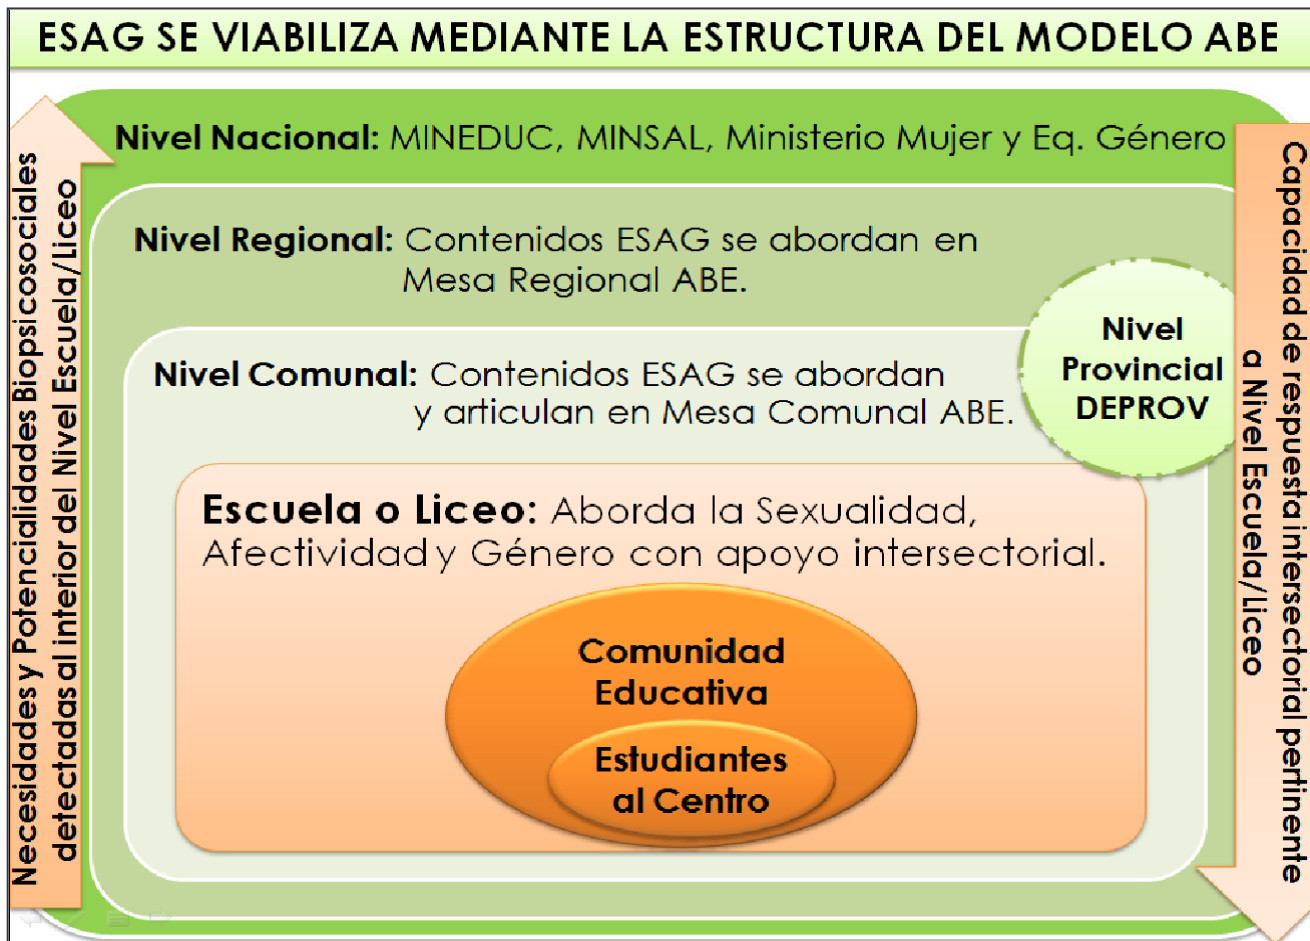 ESAG SE VIABILIZA MEDIANTE LA ESTRUCTURA DEL MODELO ABE
Necesidades y Potencialidades Biopsicosociales
detectadas al interior del Nivel Escuela/Liceo
Nivel Nacional: MINEDUC, MINSAL, Ministerio Mujer y Eq. Género
Nivel Regional: Contenidos ESAG se abordan en
Mesa Regional ABE.
Nivel
Provincial
DEPROV
Nivel Comunal: Contenidos ESAG se abordan
y articulan en Mesa Comunal ABE.
Escuela o Liceo: Aborda la Sexualidad,
Afectividad y Género con apoyo intersectorial.
Comunidad
Educativa
Estudiantes
al Centro
Capacidad de respuesta intersectorial pertinente
a Nivel Escuela/Liceo